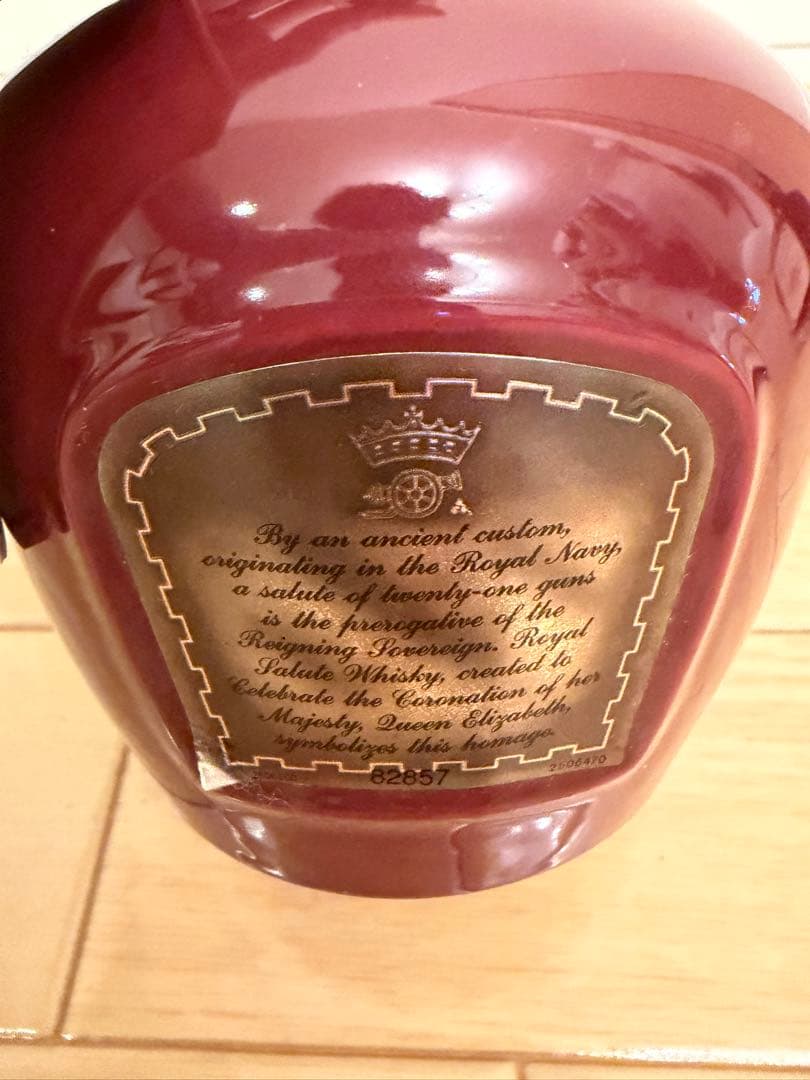 By an ancient custom,
originating in the Royal Navy,
a salute of twenty-one guns
is the prerogative of the
Reigning Sovereign. Royal
Salute Whisky, created to
Celebrate the Coronation of her
Majesty, Queen Elizabeth,
symbolizes this homage.
82857
2606470